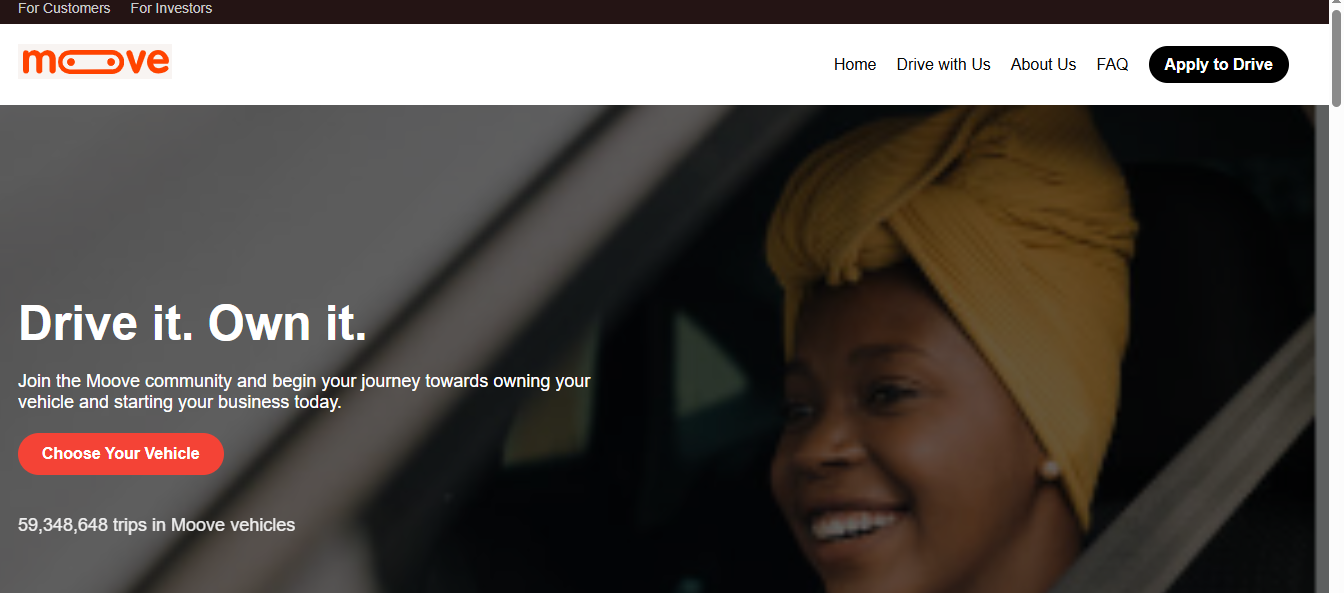 For Customers For Investors
moove
Home Drive with Us About Us FAQ Apply to Drive
Drive it. Own it.
Join the Moove community and begin your journey towards owning your
vehicle and starting your business today.
Choose Your Vehicle
59,348,648 trips in Moove vehicles